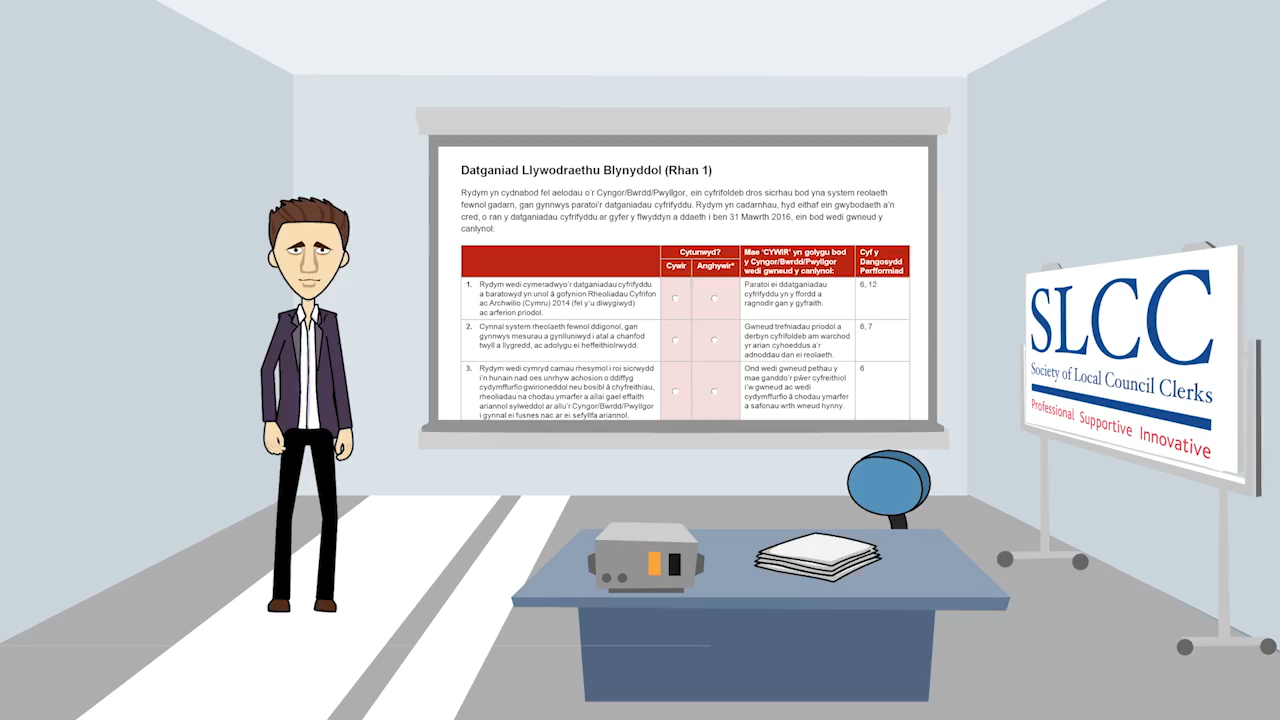 Datganiad Llywodraethu Blynyddol (Rhan 1)
Rydym yn cydnabod fel aelodau o'r Cyngor/Bwrdd/Pwyllgor, ein cyfrifoldeb dros sicrhau bod yna system reolaeth
fewnol gadarn, gan gynnwys paratoi'r datganiadau cyfrifyddu. Rydym yn cadarnhau, hyd eithaf ein gwybodaeth a'n
cred, o ran y datganiadau cyfrifyddu ar gyfer y flwyddyn a ddaeth i ben 31 Mawrth 2016, ein bod wedi gwneud y
canlynol:
Cytunwyd?
Cywir
Anghywir*
Mae 'CYWIR' yn golygu bod
y Cyngor/Bwrdd/Pwyllgor
wedi gwneud y canlynol:
Cyf y
Dangosydd
Perfformiad
1. Rydym wedi cymeradwyo'r datganiadau cyfrifyddu
a baratowyd yn unol â gofynion Rheoliadau Cyfrifon
ac Archwilio (Cymru) 2014 (fel y'u diwygiwyd)
ac arferion priodol.
Paratoi ei ddatganiadau
cyfrifyddu yn y ffordd a
ragnodir gan y gyfraith.
6, 12
2. Cynnal system rheolaeth fewnol ddigonol, gan
gynnwys mesurau a gynlluniwyd i atal a chanfod
twyll a llygredd, ac adolygu ei heffeithiolrwydd.
Gwneud trefniadau priodol a
derbyn cyfrifoldeb am warchod
yr arian cyhoeddus a'r
adnoddau dan ei reolaeth.
6, 7
3. Rydym wedi cymryd camau rhesymol i roi sicrwydd
i'n hunain nad oes unrhyw achosion o ddiffyg
cydymffurfio gwirioneddol neu bosibl â chyfreithiau,
rheoliadau na chodau ymarfer a allai gael effaith
ariannol sylweddol ar allu'r Cyngor/Bwrdd/Pwyllgor
i gynnal ei fusnes nac ar ei sefyllfa ariannol.
Ond wedi gwneud pethau y
mae ganddo'r pŵer cyfreithiol
i'w gwneud ac wedi
cydymffurfio â chodau ymarfer
a safonau wrth wneud hynny.
6
SLCC
Society of Local Council Clerks
Professional Supportive Innovative